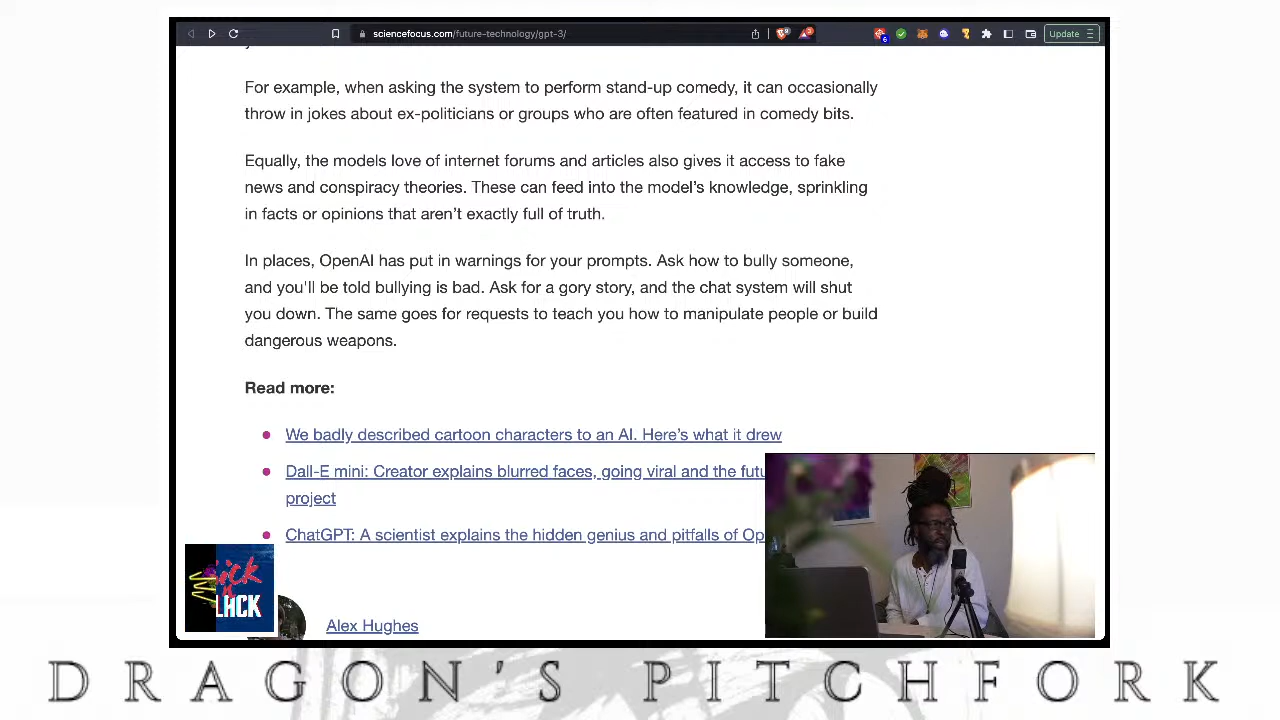 sciencefocus.com/future-technology/gpt-3/
6
2
Update
For example, when asking the system to perform stand-up comedy, it can occasionally
throw in jokes about ex-politicians or groups who are often featured in comedy bits.
Equally, the models love of internet forums and articles also gives it access to fake
news and conspiracy theories. These can feed into the model's knowledge, sprinkling
in facts or opinions that aren't exactly full of truth.
In places, OpenAI has put in warnings for your prompts. Ask how to bully someone,
and you'll be told bullying is bad. Ask for a gory story, and the chat system will shut
you down. The same goes for requests to teach you how to manipulate people or build
dangerous weapons.
Read more:
We badly described cartoon characters to an AI. Here's what it drew
Dall-E mini: Creator explains blurred faces, going viral and the futu
project
ChatGPT: A scientist explains the hidden genius and pitfalls of Op
Alex Hughes
DRAGON'S PITCHFORK